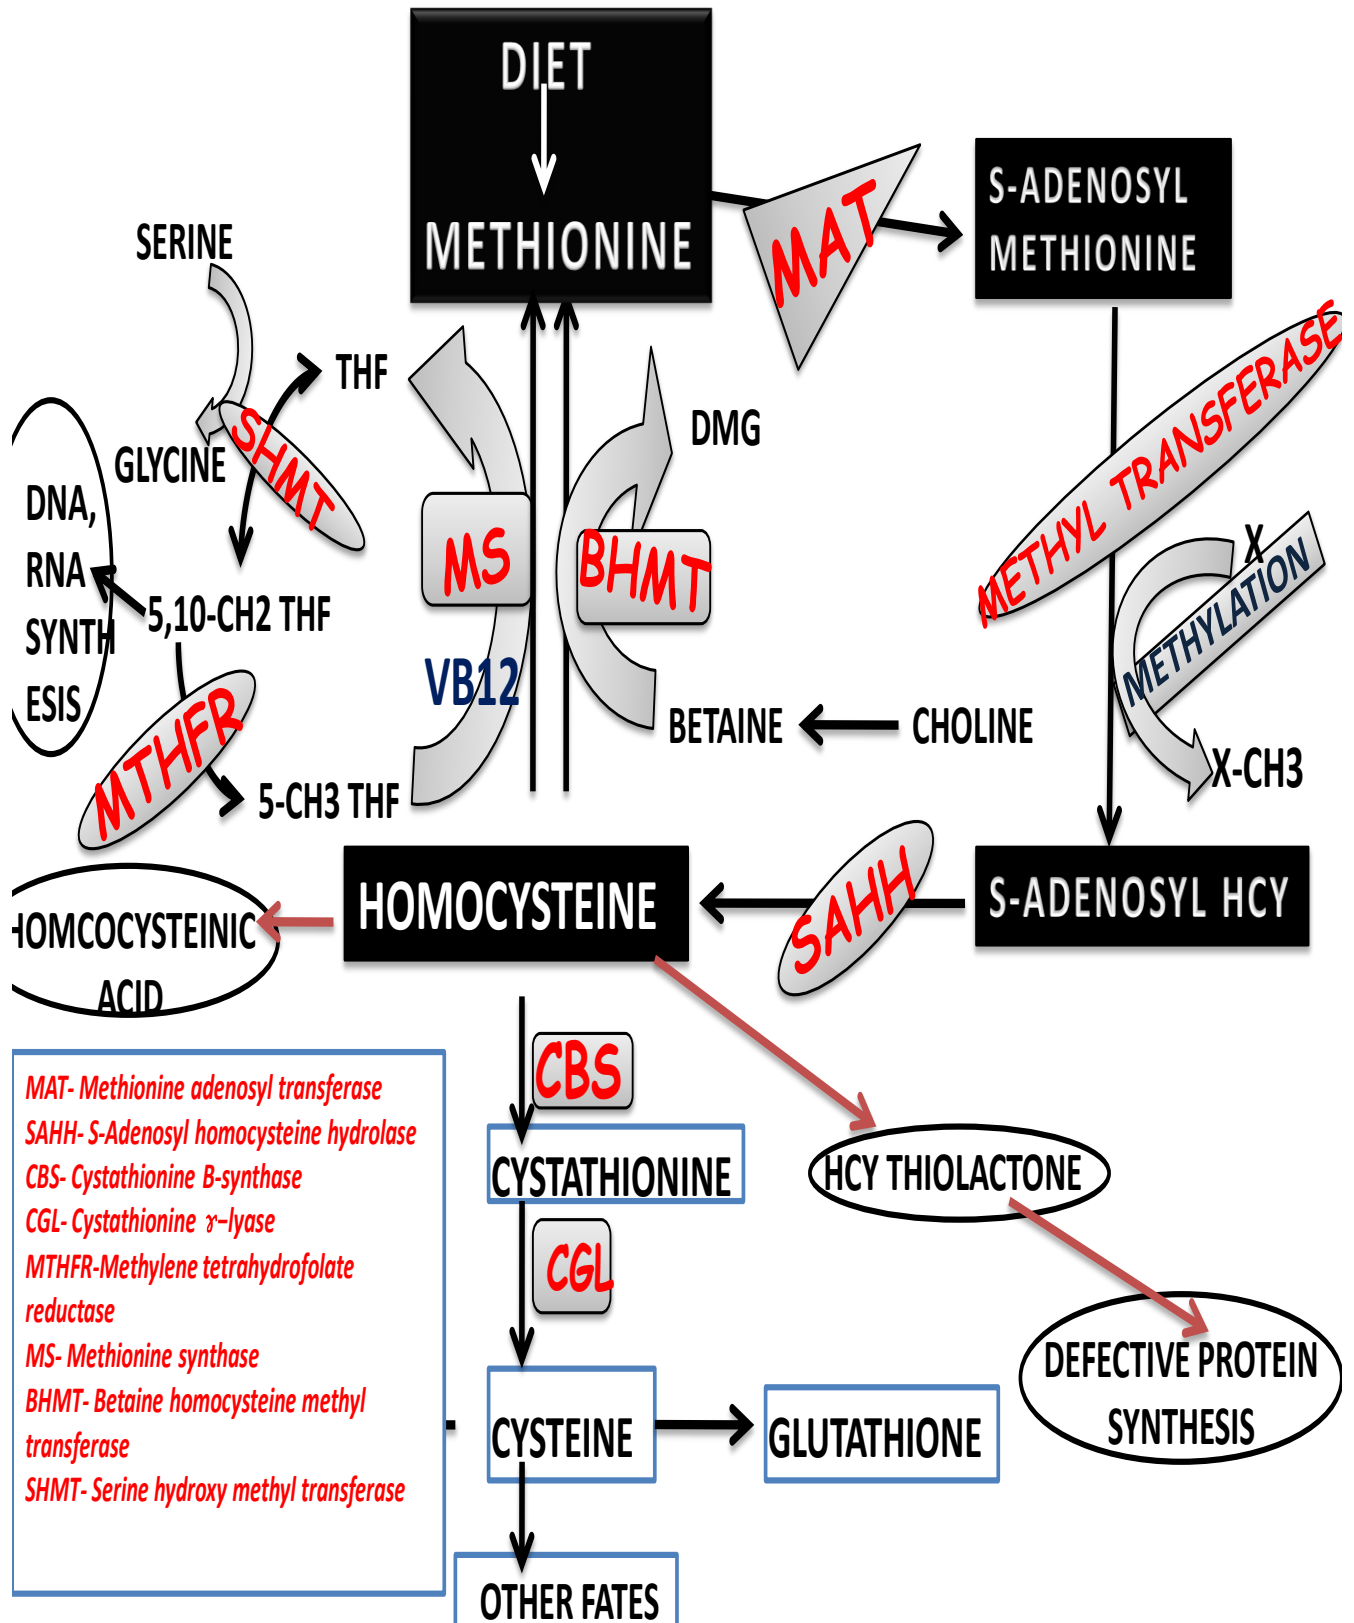 DIET
METHIONINE
MAT
S-ADENOSYL
METHIONINE
SERINE
THF
GLYCINE
SHMT
DMG
METHYL TRANSFERASE
DNA,
RNA
SYNTH
ESIS
5,10-CH2 THF
MS
BHMT
X
METHYLATION
VB12
MTHFR
BETAINE
CHOLINE
X-CH3
5-CH3 THF
HOMOCYSTEINE
SAHH
S-ADENOSYL HCY
HOMCOCYSTEINIC
ACID
CBS
CYSTATHIONINE
HCY THIOLACTONE
CGL
DEFECTIVE PROTEIN
SYNTHESIS
CYSTEINE
GLUTATHIONE
OTHER FATES
MAT- Methionine adenosyl transferase
SAHH- S-Adenosyl homocysteine hydrolase
CBS- Cystathionine B-synthase
CGL- Cystathionine γ–lyase
MTHFR-Methylene tetrahydrofolate
reductase
MS- Methionine synthase
BHMT- Betaine homocysteine methyl
transferase
SHMT- Serine hydroxy methyl transferase